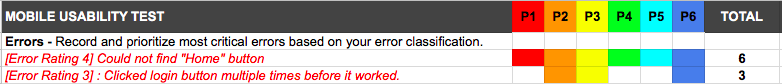 MOBILE USABILITY TEST P1 P2 P3 P4 P5 P6 TOTAL
Errors - Record and prioritize most critical errors based on your error classification.
[Error Rating 4] Could not find "Home" button 6
[Error Rating 3] : Clicked login button multiple times before it worked. 3